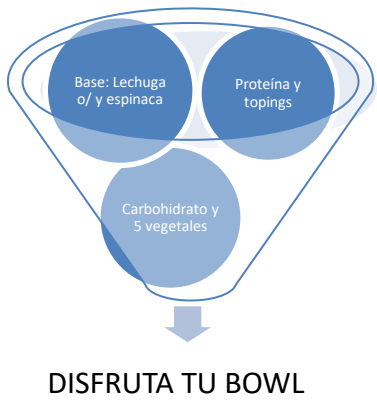 Base: Lechuga
o/ y espinaca
Proteína y
topings
Carbohidrato y
5 vegetales
DISFRUTA TU BOWL